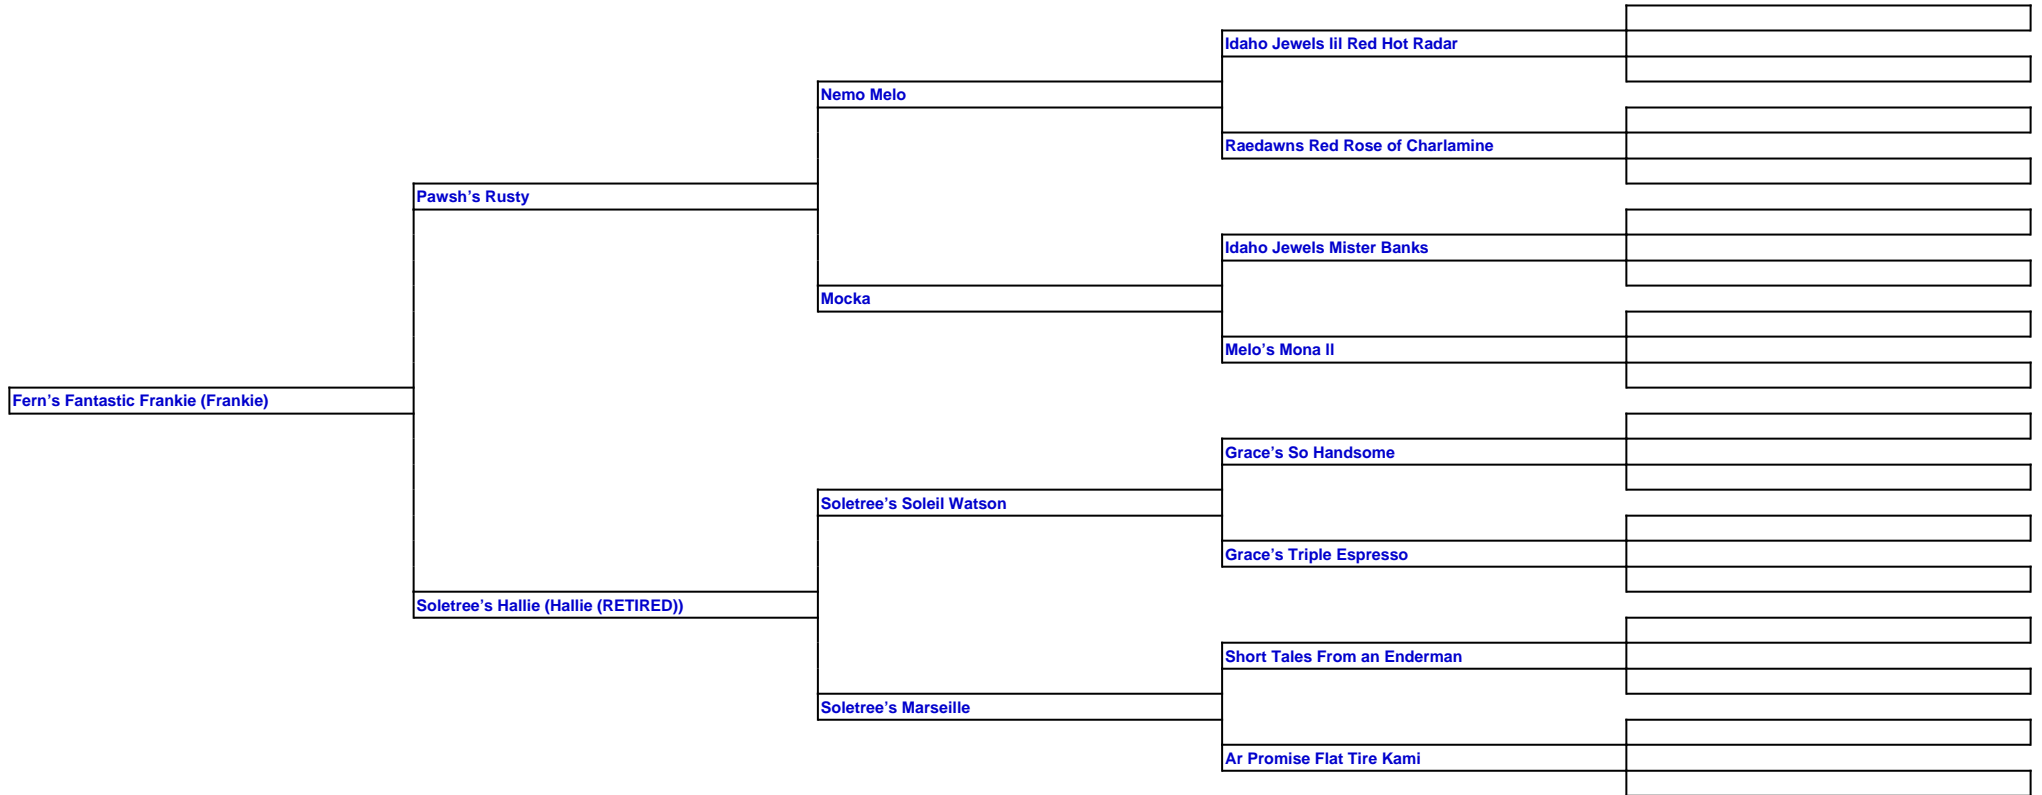 Idaho Jewels lil Red Hot Radar
Nemo Melo
Raedawns Red Rose of Charlamine
Pawsh’s Rusty
Idaho Jewels Mister Banks
Mocka
Melo’s Mona ll
Fern’s Fantastic Frankie (Frankie)
Grace’s So Handsome
Soletree’s Soleil Watson
Grace’s Triple Espresso
Soletree’s Hallie (Hallie (RETIRED))
Short Tales From an Enderman
Soletree’s Marseille
Ar Promise Flat Tire Kami